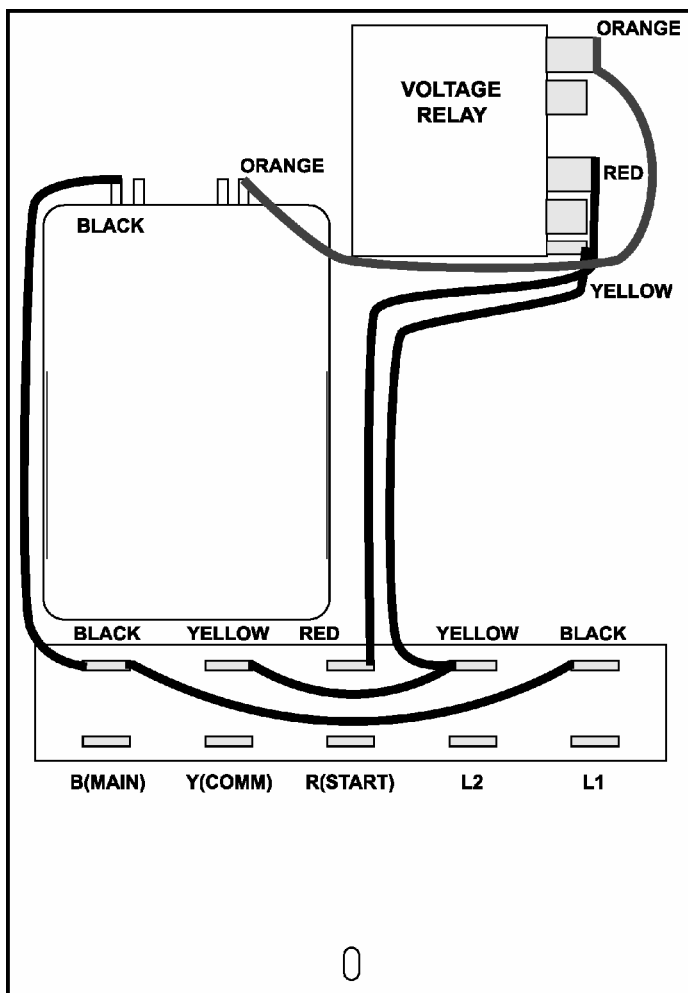 ORANGE
VOLTAGE
RELAY
ORANGE
RED
BLACK
YELLOW
BLACK YELLOW RED YELLOW BLACK
B(MAIN) Y(COMM) R(START) L2 L1